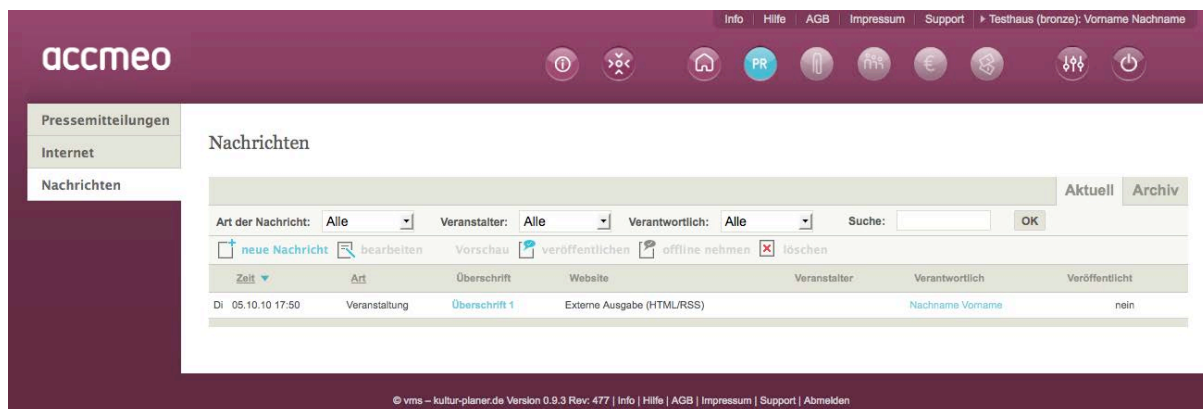 Info Hilfe AGB Impressum Support Testhaus (bronze): Vorname Nachname
accmeo
PR €
Pressemitteilungen
Internet
Nachrichten
Nachrichten
Aktuell Archiv
Art der Nachricht: Alle Veranstalter: Alle Verantwortlich: Alle Suche: OK
neue Nachricht bearbeiten Vorschau veröffentlichen offline nehmen löschen
Zeit Art Überschrift Website Veranstalter Verantwortlich Veröffentlicht
Di 05.10.10 17:50 Veranstaltung Überschrift 1 Externe Ausgabe (HTML/RSS) Nachname Vorname nein
© vms – kultur-planer.de Version 0.9.3 Rev: 477 | Info | Hilfe | AGB | Impressum | Support | Abmelden